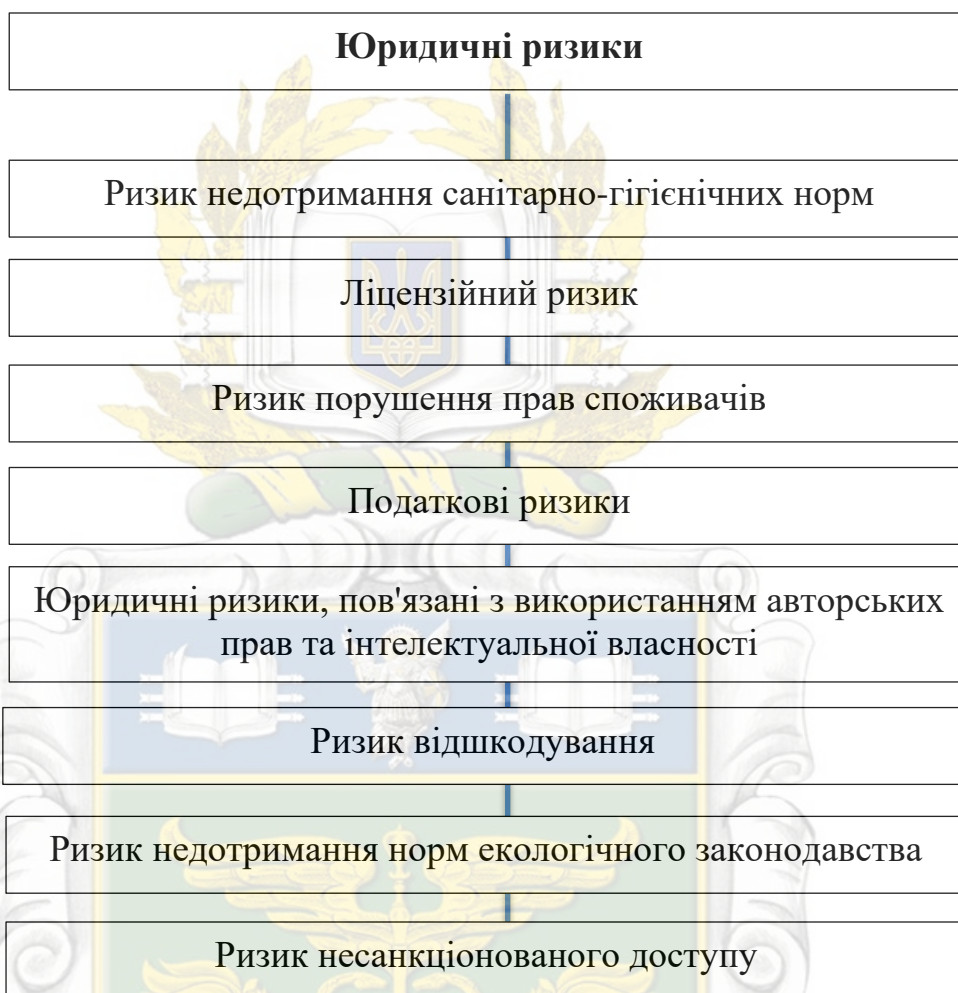 Юридичні ризики
Ризик недотримання санітарно-гігієнічних норм
Ліцензійний ризик
Ризик порушення прав споживачів
Податкові ризики
Юридичні ризики, пов'язані з використанням авторських
прав та інтелектуальної власності
Ризик відшкодування
Ризик недотримання норм екологічного законодавства
Ризик несанкціонованого доступу